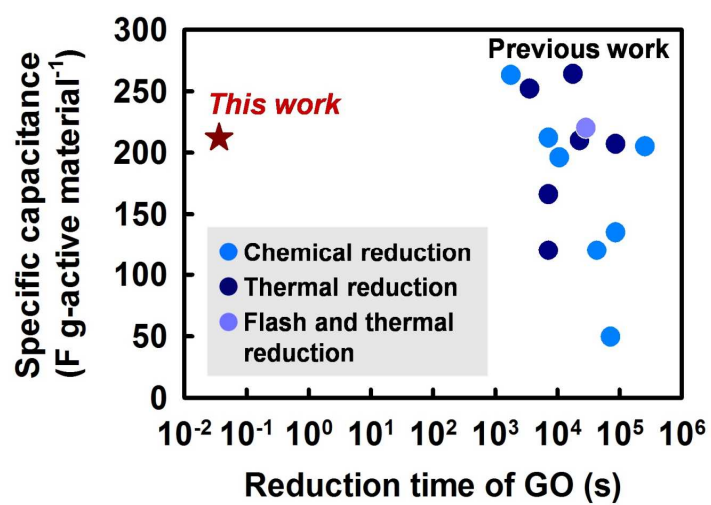 Specific capacitance
(F g-active material⁻¹)
300
250
200
150
100
50
0
Previous work
This work
Chemical reduction
Thermal reduction
Flash and thermal
reduction
10⁻² 10⁻¹ 10⁰ 10¹ 10² 10³ 10⁴ 10⁵ 10⁶
Reduction time of GO (s)